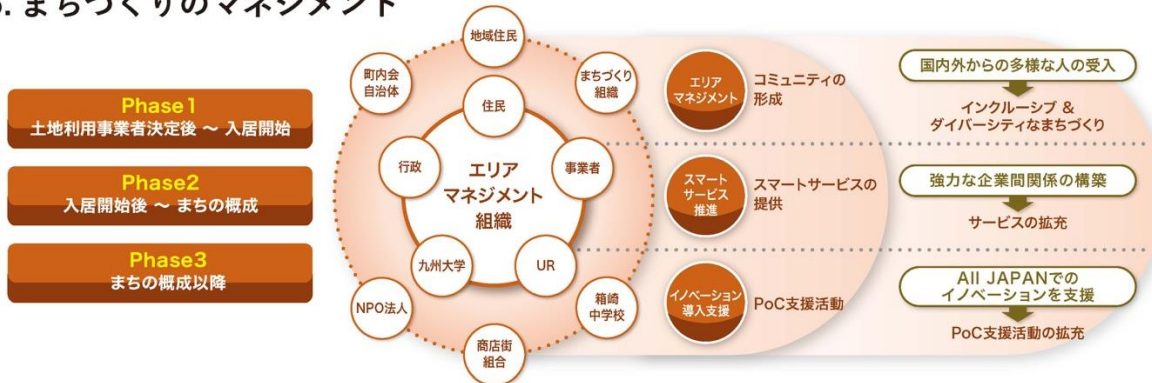 . まちづくりのマネジメント
Phase1
土地利用事業者決定後 ～ 入居開始
Phase2
入居開始後 ～ まちの概成
Phase3
まちの概成以降
地域住民
町内会
自治体
まちづくり
組織
住民
行政
事業者
エリア
マネジメント
組織
九州大学
UR
NPO法人
箱崎
中学校
商店街
組合
エリア
マネジメント
コミュニティの
形成
スマート
サービス
推進
スマートサービスの
提供
イノベーション
導入支援
PoC支援活動
国内外からの多様な人の受入
インクルーシブ &
ダイバーシティなまちづくり
強力な企業間関係の構築
サービスの拡充
All JAPANでの
イノベーションを支援
PoC支援活動の拡充